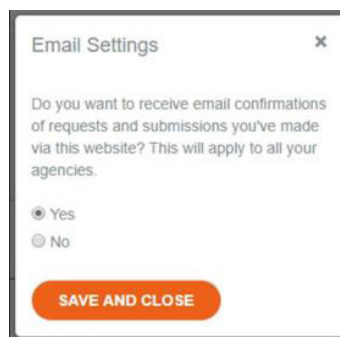 Email Settings ×
Do you want to receive email confirmations
of requests and submissions you've made
via this website? This will apply to all your
agencies.
Yes
No
SAVE AND CLOSE